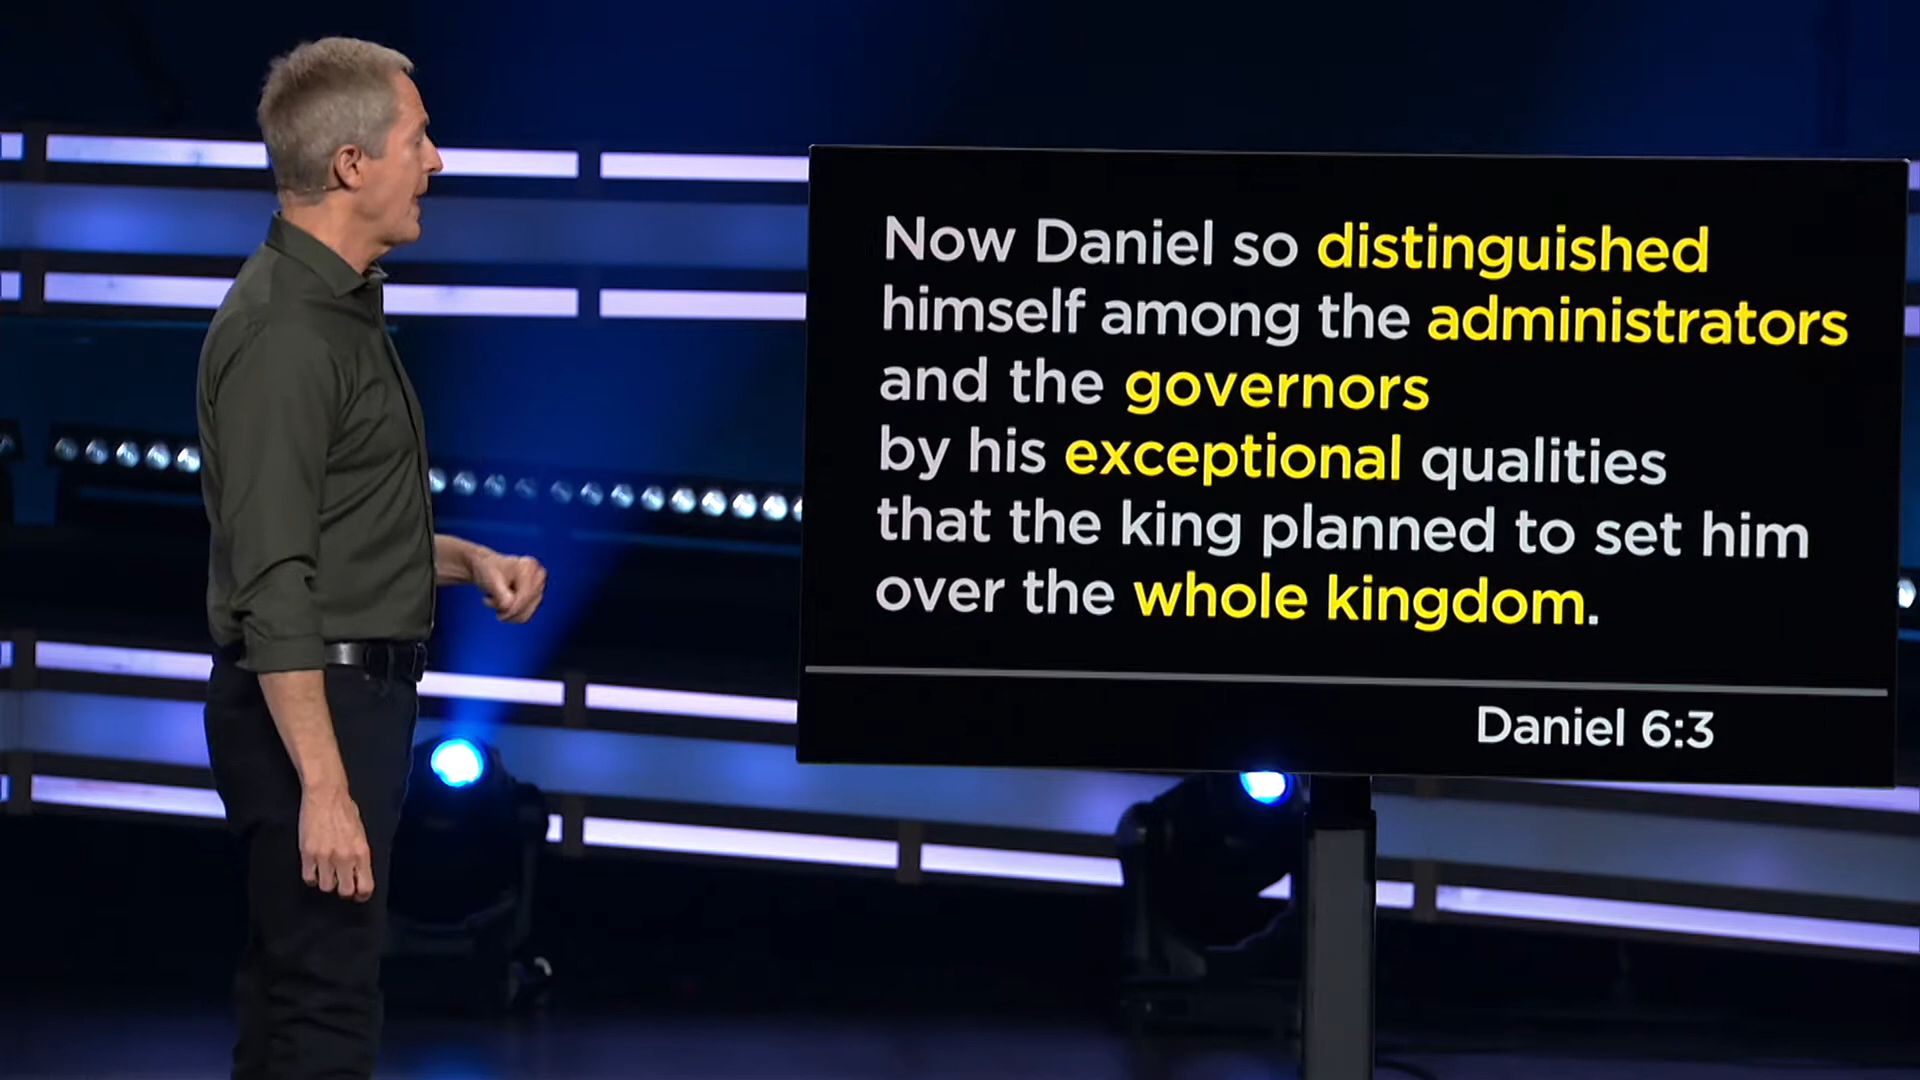 Now Daniel so distinguished
himself among the administrators
and the governors
by his exceptional qualities
that the king planned to set him
over the whole kingdom.
Daniel 6:3